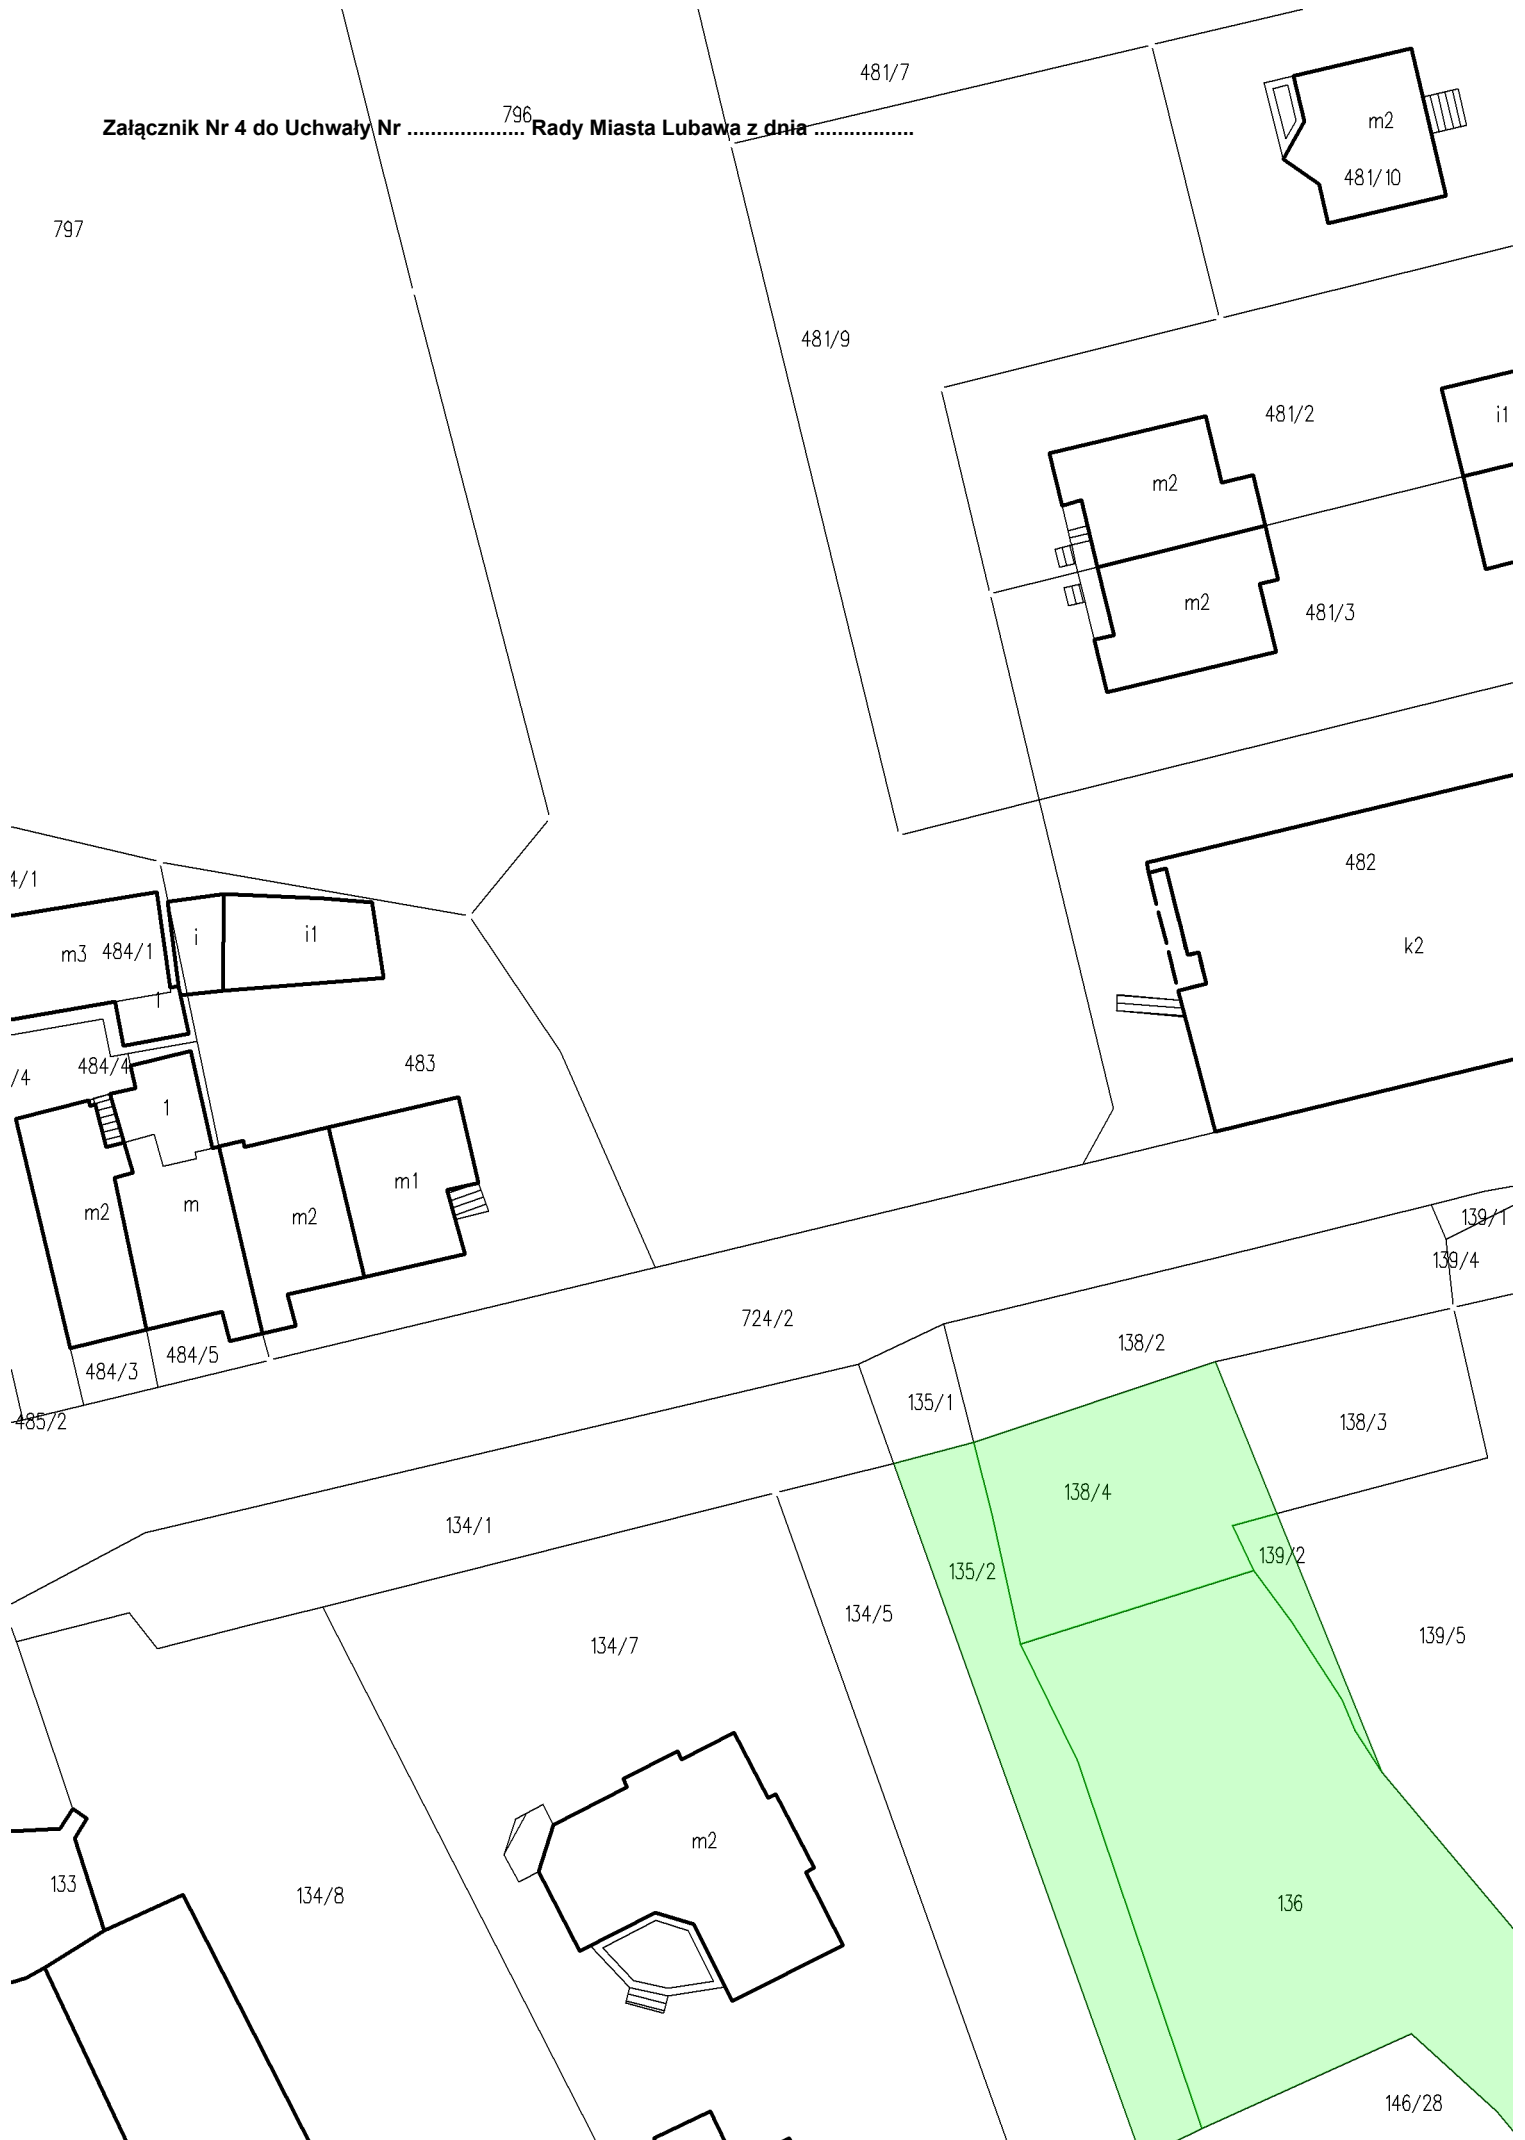 481/7
796
Załącznik Nr 4 do Uchwały Nr .................... Rady Miasta Lubawa z dnia .................
m2
481/10
797
481/9
481/2
i1
m2
m2
481/3
482
4/1
i
i1
m3 484/1
k2
1
484/4
483
/4
1
m1
m
m2
m2
139/1
139/4
724/2
138/2
484/5
484/3
135/1
485/2
138/3
138/4
134/1
139/2
135/2
134/5
139/5
134/7
m2
133
134/8
136
146/28